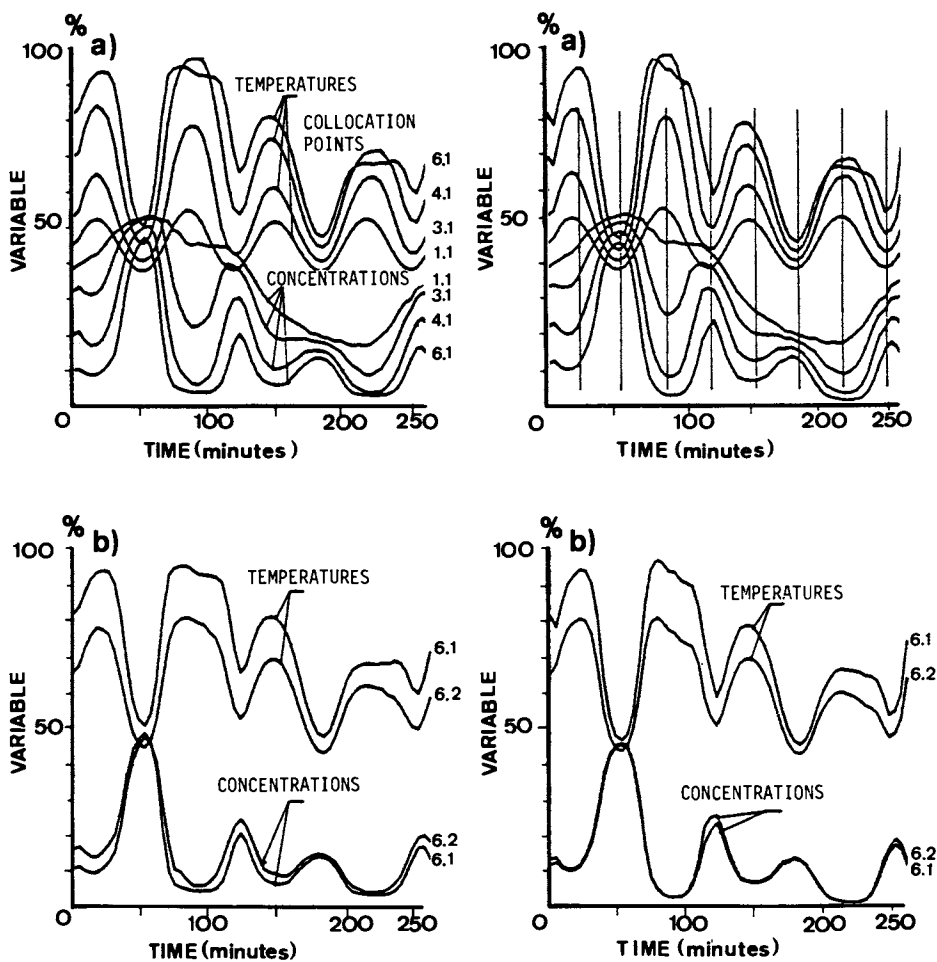 %
a)
100
TEMPERATURES
COLLOCATION
POINTS
6.1
4.1
3.1
1.1
50
CONCENTRATIONS
1.1
3.1
4.1
6.1
VARIABLE
0
100
200
250
TIME (minutes)
%
a)
100
50
VARIABLE
0
100
200
250
TIME (minutes)
%
b)
100
TEMPERATURES
6.1
6.2
50
CONCENTRATIONS
6.2
6.1
VARIABLE
0
100
200
250
TIME (minutes)
%
b)
100
TEMPERATURES
6.1
6.2
50
CONCENTRATIONS
6.2
6.1
VARIABLE
0
100
200
250
TIME (minutes)